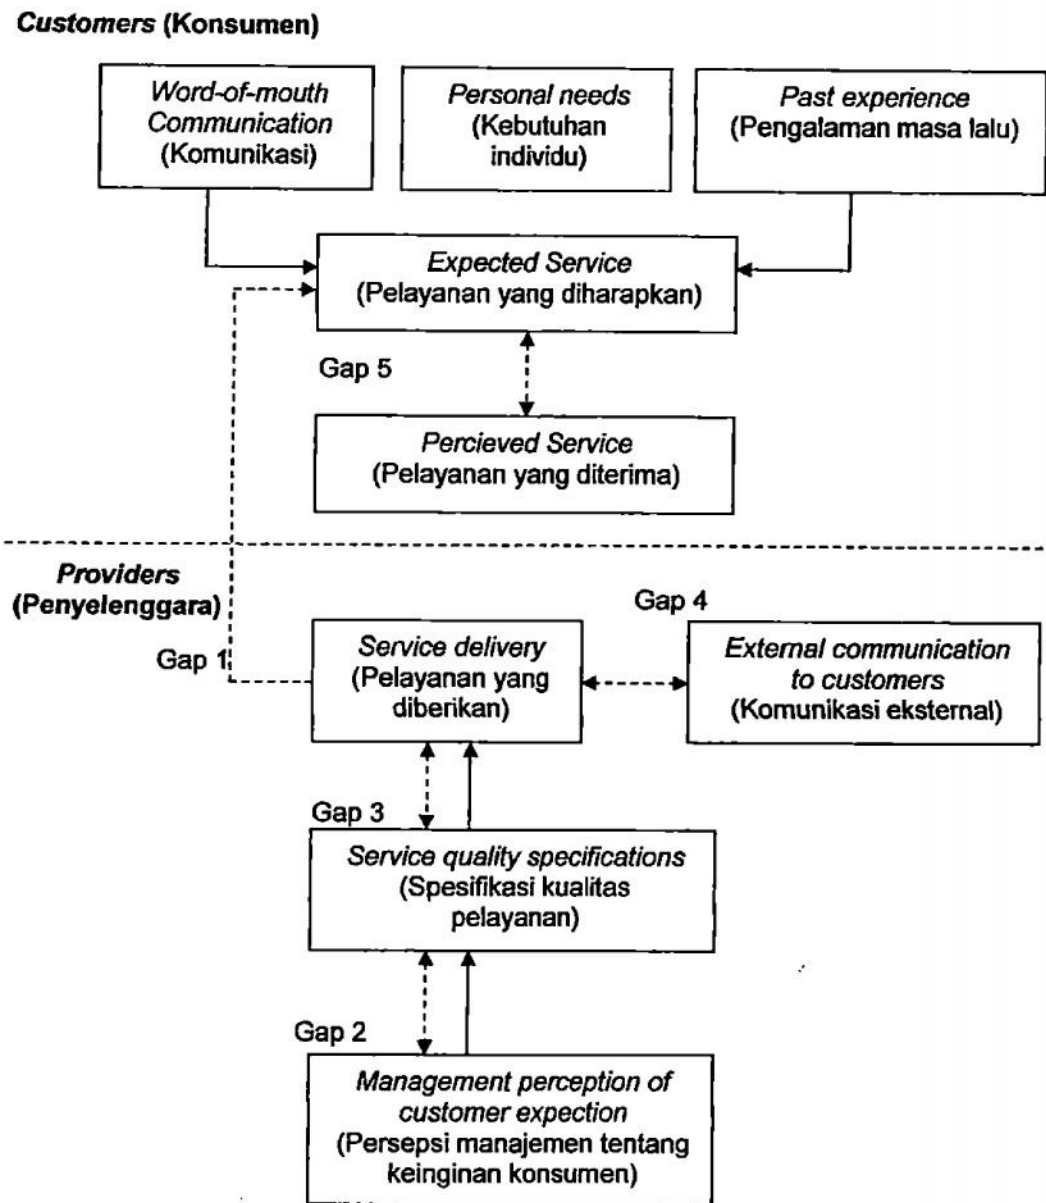 Customers (Konsumen)
Word-of-mouth
Communication
(Komunikasi)
Personal needs
(Kebutuhan
individu)
Past experience
(Pengalaman masa lalu)
Expected Service
(Pelayanan yang diharapkan)
Gap 5
Percieved Service
(Pelayanan yang diterima)
Providers
(Penyelenggara)
Gap 4
Gap 1
Service delivery
(Pelayanan yang
diberikan)
External communication
to customers
(Komunikasi eksternal)
Gap 3
Service quality specifications
(Spesifikasi kualitas
pelayanan)
Gap 2
Management perception of
customer expection
(Persepsi manajemen tentang
keinginan konsumen)